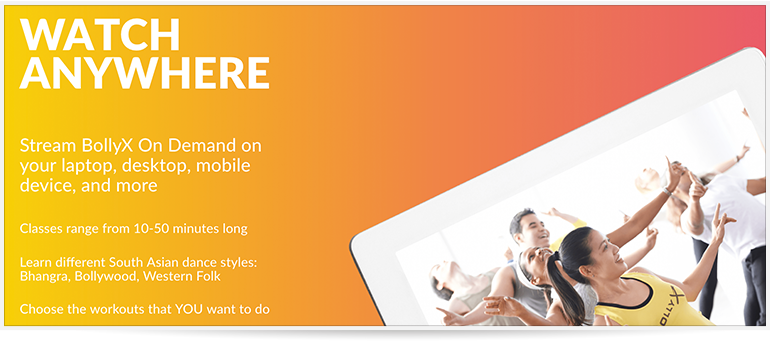 WATCH
ANYWHERE
Stream BollyX On Demand on
your laptop, desktop, mobile
device, and more
Classes range from 10-50 minutes long
Learn different South Asian dance styles:
Bhangra, Bollywood, Western Folk
Choose the workouts that YOU want to do
OLLYX